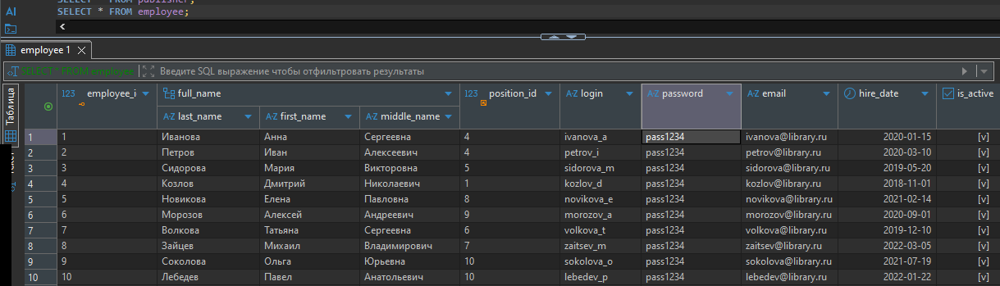 SELECT * FROM publisher;
SELECT * FROM employee;
employee 1
SELECT * FROM employee Введите SQL выражение чтобы отфильтровать результаты
Таблица
123 employee_i full_name 123 position_id A-Z login A-Z password A-Z email hire_date is_active
A-Z last_name A-Z first_name A-Z middle_name
1 1 Иванова Анна Сергеевна 4 ivanova_a pass1234 ivanova@library.ru 2020-01-15 [v]
2 2 Петров Иван Алексеевич 4 petrov_i pass1234 petrov@library.ru 2020-03-10 [v]
3 3 Сидорова Мария Викторовна 5 sidorova_m pass1234 sidorova@library.ru 2019-05-20 [v]
4 4 Козлов Дмитрий Николаевич 1 kozlov_d pass1234 kozlov@library.ru 2018-11-01 [v]
5 5 Новикова Елена Павловна 8 novikova_e pass1234 novikova@library.ru 2021-02-14 [v]
6 6 Морозов Алексей Андреевич 9 morozov_a pass1234 morozov@library.ru 2020-09-01 [v]
7 7 Волкова Татьяна Сергеевна 6 volkova_t pass1234 volkova@library.ru 2019-12-10 [v]
8 8 Зайцев Михаил Владимирович 7 zaitsev_m pass1234 zaitsev@library.ru 2022-03-05 [v]
9 9 Соколова Ольга Юрьевна 10 sokolova_o pass1234 sokolova@library.ru 2021-07-19 [v]
10 10 Лебедев Павел Анатольевич 10 lebedev_p pass1234 lebedev@library.ru 2022-01-22 [v]